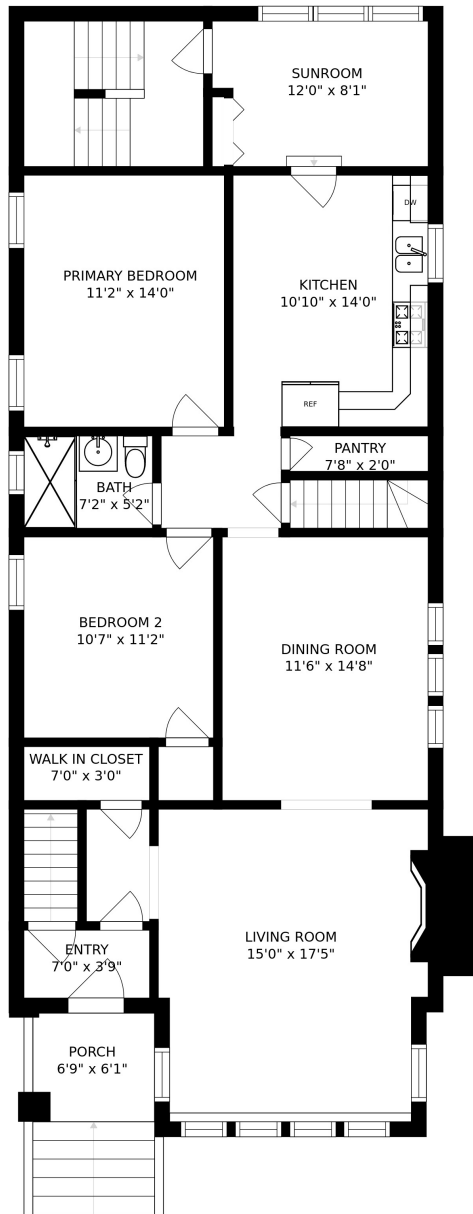 SUNROOM
12'0" x 8'1"
DW
PRIMARY BEDROOM
11'2" x 14'0"
KITCHEN
10'10" x 14'0"
REF
PANTRY
7'8" x 2'0"
BATH
7'2" x 5'2"
BEDROOM 2
10'7" x 11'2"
DINING ROOM
11'6" x 14'8"
WALK IN CLOSET
7'0" x 3'0"
LIVING ROOM
15'0" x 17'5"
ENTRY
7'0" x 3'9"
PORCH
6'9" x 6'1"